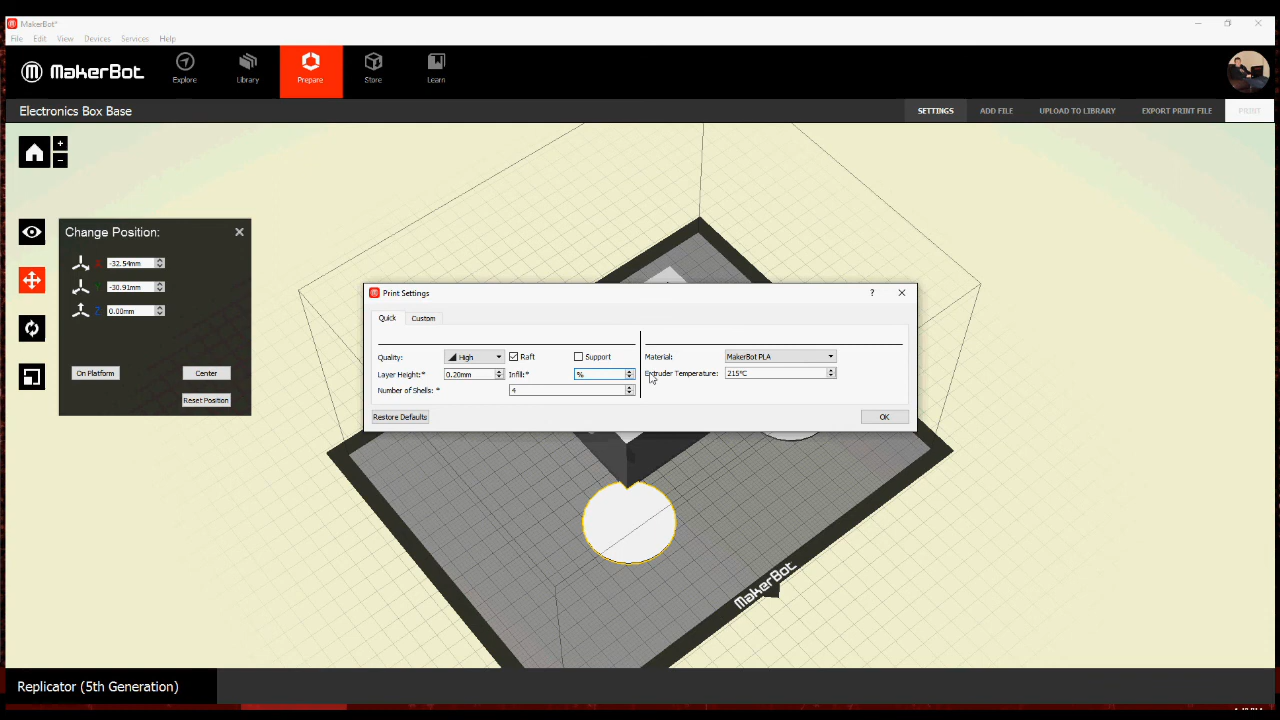 MakerBot*
File Edit View Devices Services Help
MakerBot
Explore Library Prepare Store Learn
Electronics Box Base
SETTINGS ADD FILE UPLOAD TO LIBRARY EXPORT PRINT FILE PRINT
+
-
Change Position:
X -32.54mm
Y -30.91mm
Z 0.00mm
On Platform Center
Reset Position
Print Settings
?
Quick Custom
Quality: High Raft Support
Layer Height:* 0.20mm Infill:* %
Number of Shells: * 4
Material: MakerBot PLA
Extruder Temperature: 215°C
Restore Defaults OK
MakerBot
Replicator (5th Generation)